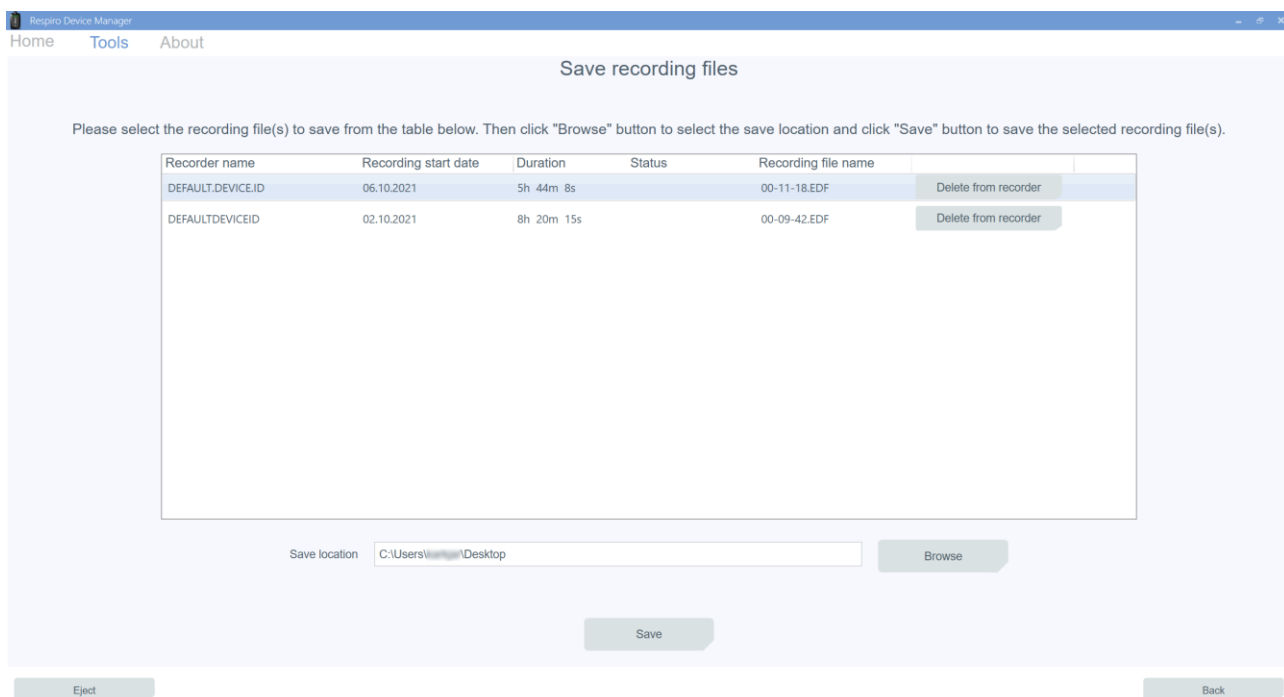 Respiro Device Manager
Home Tools About
Save recording files
Please select the recording file(s) to save from the table below. Then click "Browse" button to select the save location and click "Save" button to save the selected recording file(s).
Recorder name Recording start date Duration Status Recording file name
DEFAULT.DEVICE.ID 06.10.2021 5h 44m 8s 00-11-18.EDF Delete from recorder
DEFAULTDEVICEID 02.10.2021 8h 20m 15s 00-09-42.EDF Delete from recorder
Save location C:\Users\ \Desktop Browse
Save
Eject Back